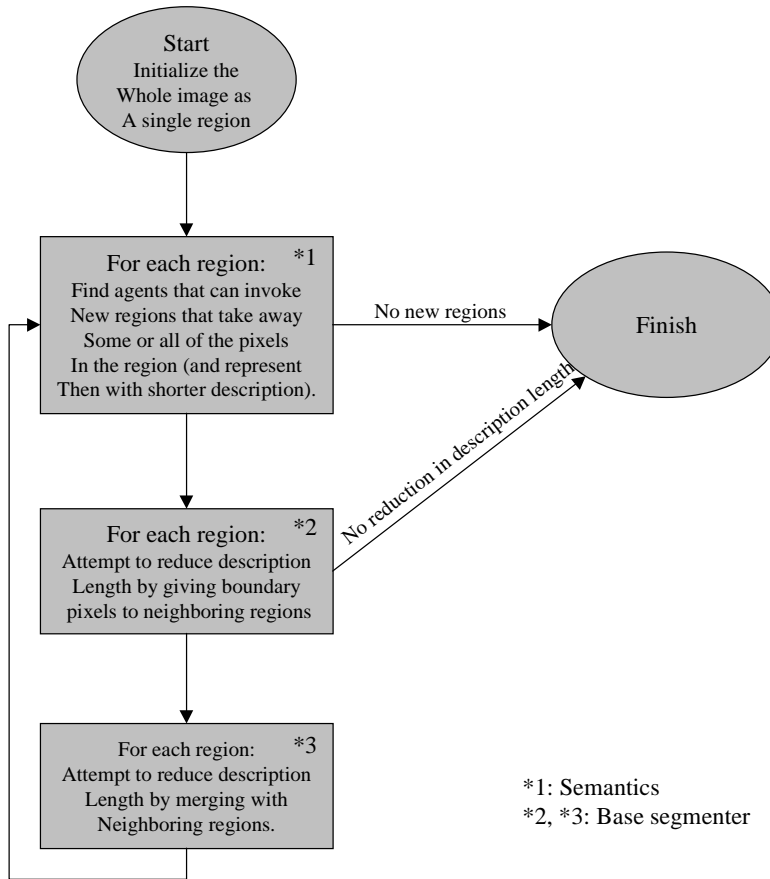 Start
Initialize the
Whole image as
A single region
For each region:
*1
Find agents that can invoke
New regions that take away
Some or all of the pixels
In the region (and represent
Then with shorter description).
No new regions
Finish
No reduction in description length
For each region:
*2
Attempt to reduce description
Length by giving boundary
pixels to neighboring regions
For each region:
*3
Attempt to reduce description
Length by merging with
Neighboring regions.
*1: Semantics
*2, *3: Base segmenter